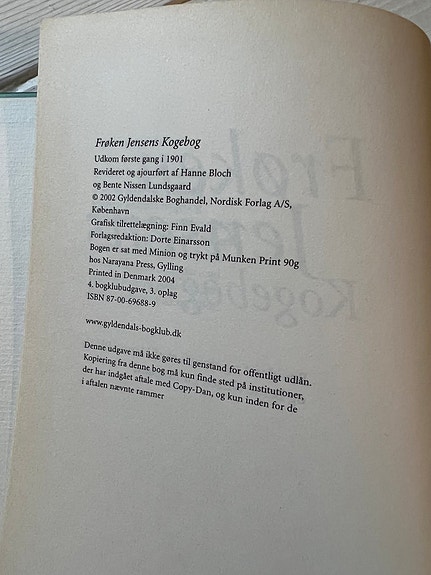 Frøken Jensens Kogebog
Udkom første gang i 1901
Revideret og ajourført af Hanne Bloch
og Bente Nissen Lundsgaard
© 2002 Gyldendalske Boghandel, Nordisk Forlag A/S,
København
Grafisk tilrettelægning: Finn Evald
Forlagsredaktion: Dorte Einarsson
Bogen er sat med Minion og trykt på Munken Print 90g
hos Narayana Press, Gylling
Printed in Denmark 2004
4. bogklubudgave, 3. oplag
ISBN 87-00-69688-9
www.gyldendals-bogklub.dk
Denne udgave må ikke gøres til genstand for offentligt udlån.
Kopiering fra denne bog må kun finde sted på institutioner,
der har indgået aftale med Copy-Dan, og kun inden for de
i aftalen nævnte rammer